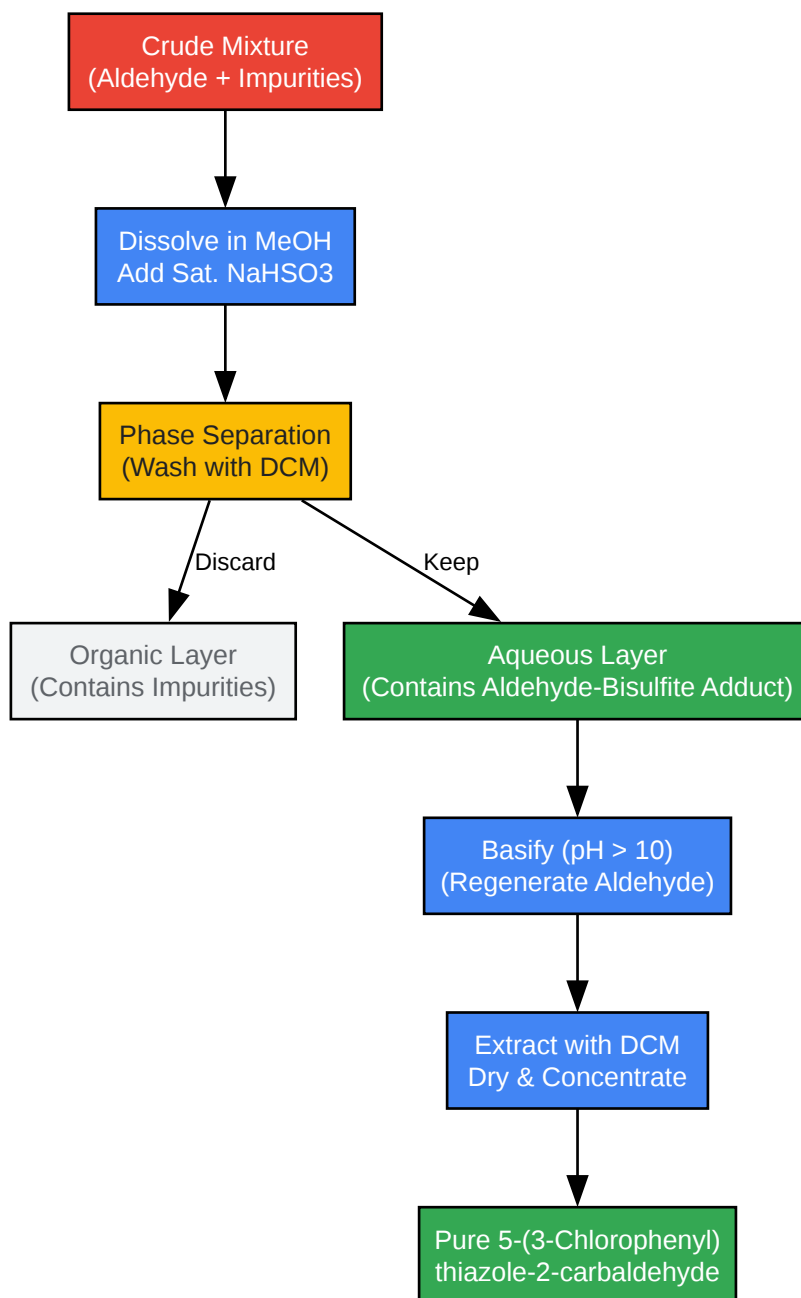 Crude Mixture
(Aldehyde + Impurities)
Dissolve in MeOH
Add Sat. NaHSO3
Phase Separation
(Wash with DCM)
Discard
Keep
Organic Layer
(Contains Impurities)
Aqueous Layer
(Contains Aldehyde-Bisulfite Adduct)
Basify (pH > 10)
(Regenerate Aldehyde)
Extract with DCM
Dry & Concentrate
Pure 5-(3-Chlorophenyl)
thiazole-2-carbaldehyde